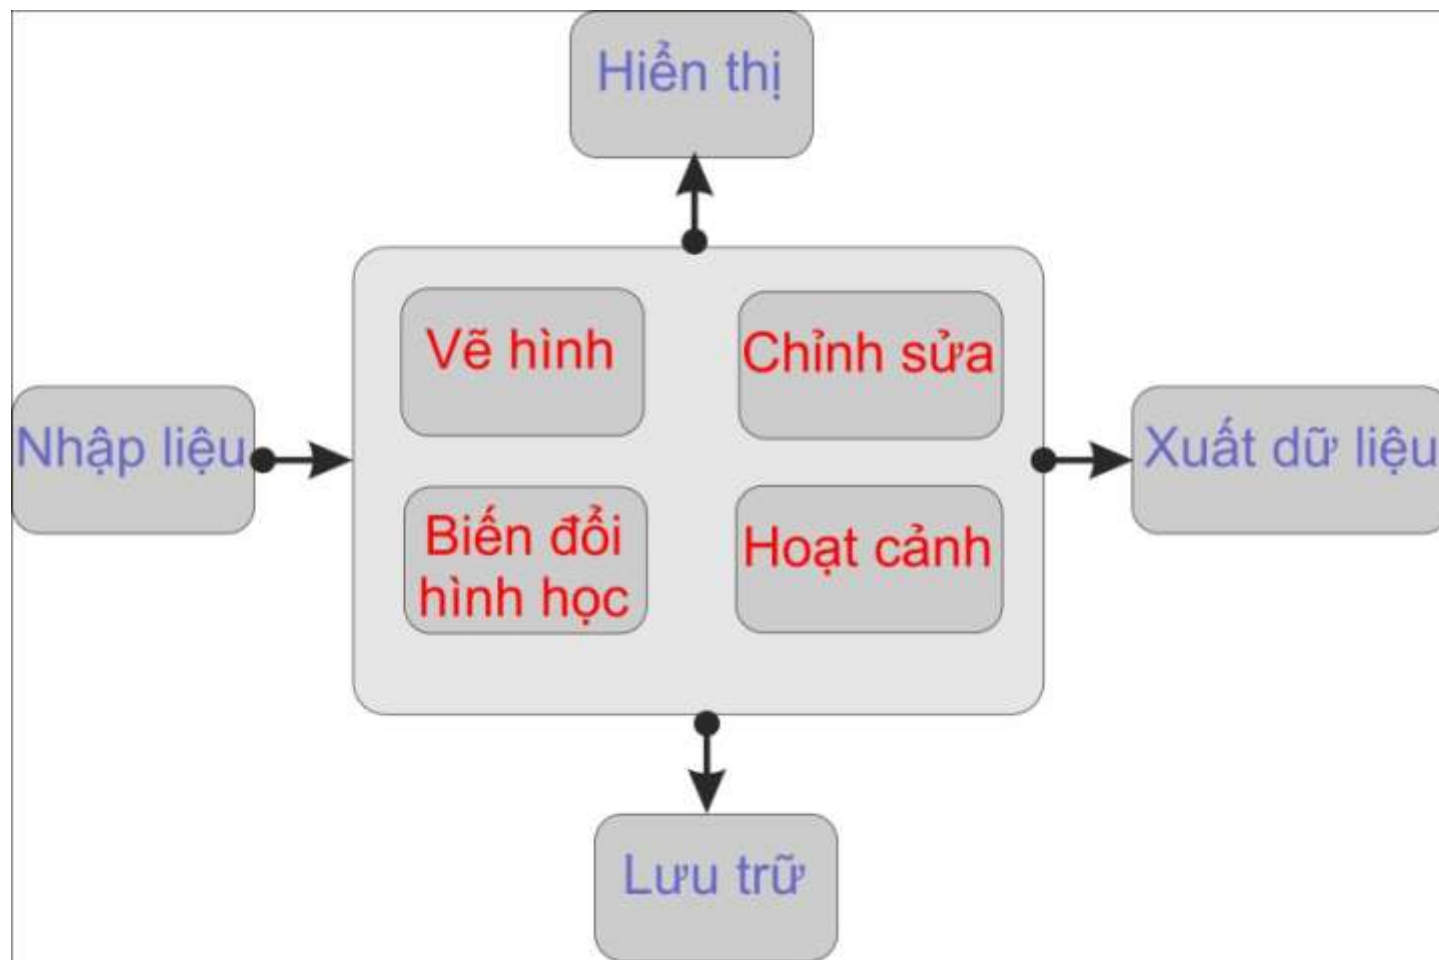 Hiển thị
Vẽ hình
Chỉnh sửa
Nhập liệu
Xuất dữ liệu
Biến đổi
hình học
Hoạt cảnh
Lưu trữ